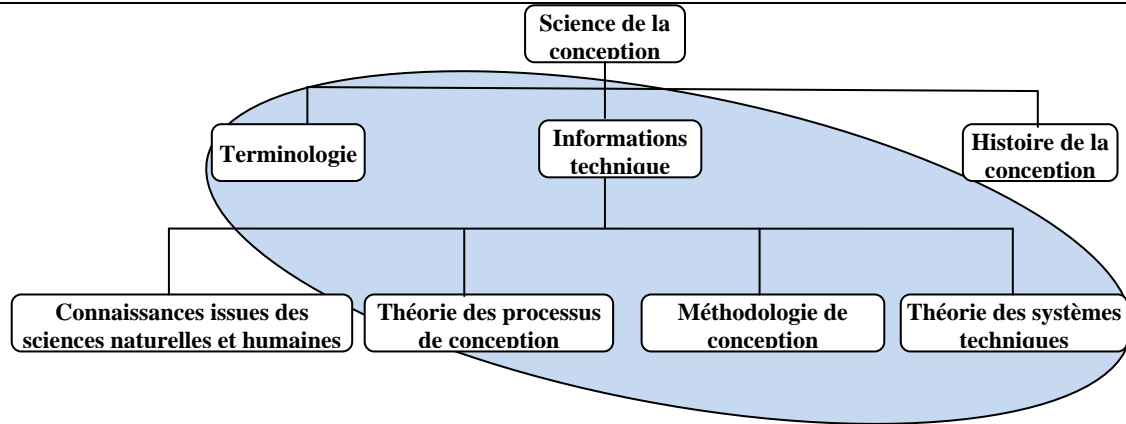 Science de la
conception
Terminologie
Informations
technique
Histoire de la
conception
Connaissances issues des
sciences naturelles et humaines
Théorie des processus
de conception
Méthodologie de
conception
Théorie des systèmes
techniques